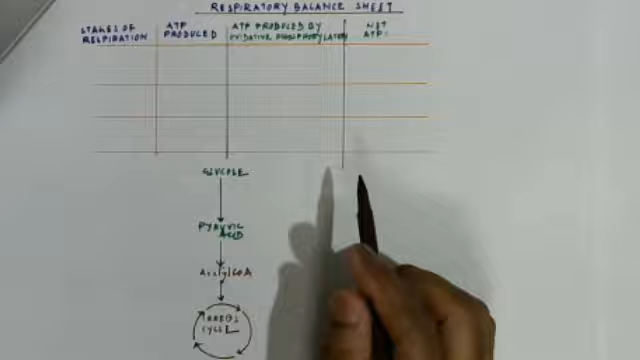 RESPIRATORY BALANCE SHEET
STAGES OF RESPIRATION
ATP PRODUCED
ATP PRODUCED BY OXIDATIVE PHOSPHORYLATION
NET ATP:
GLUCOSE
PYRUVIC ACID
Acetyl COA
KREBS CYCLE